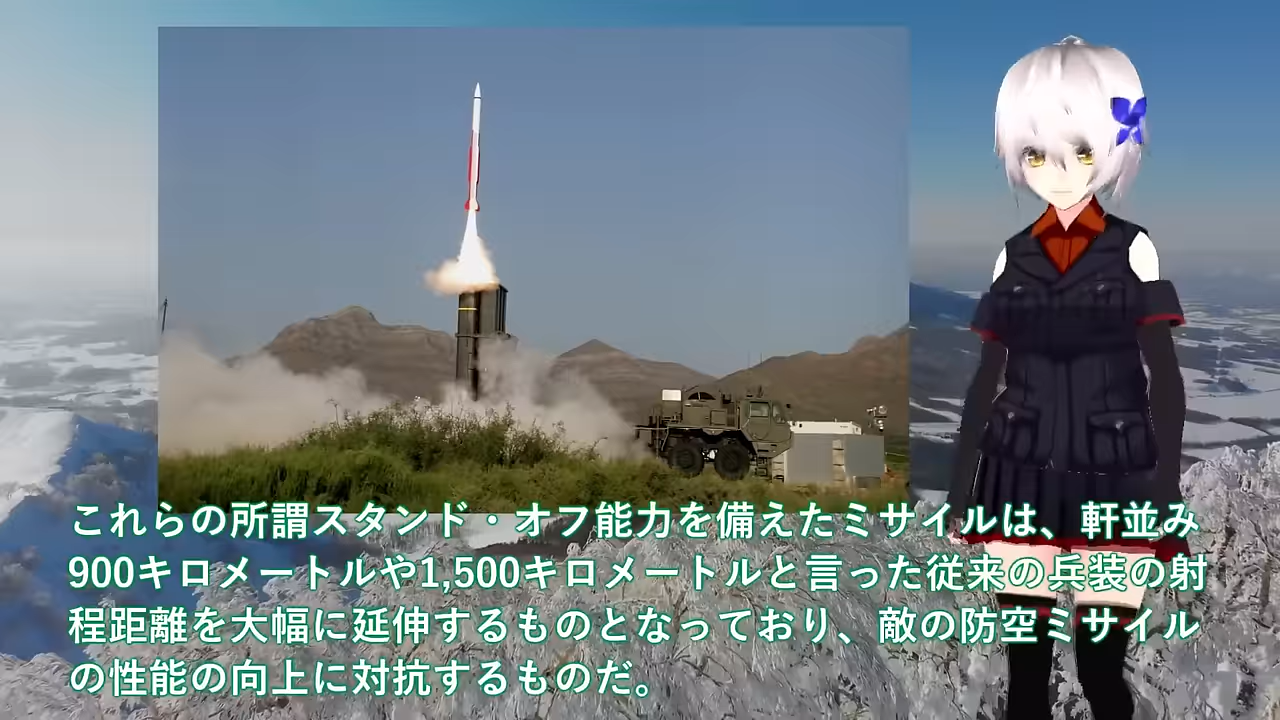 これらの所謂スタンド・オフ能力を備えたミサイルは、軒並み
900キロメートルや1,500キロメートルと言った従来の兵装の射
程距離を大幅に延伸するものとなっており、敵の防空ミサイル
の性能の向上に対抗するものだ。